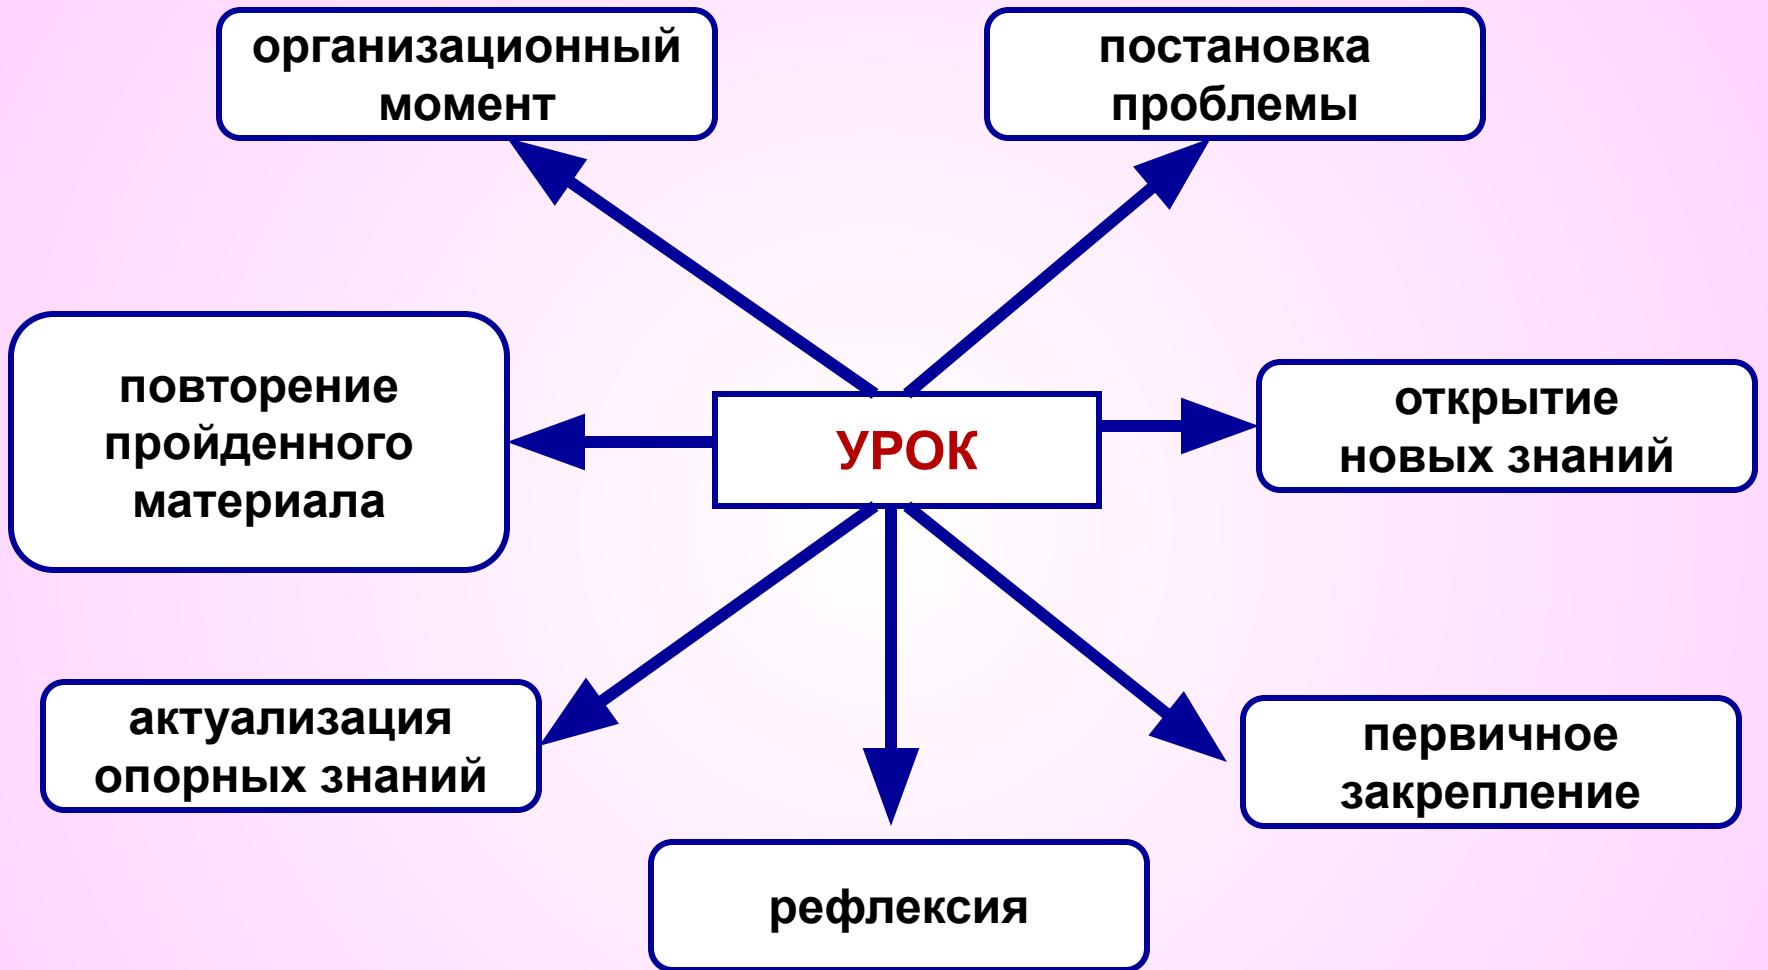 организационный
момент
постановка
проблемы
повторение
пройденного
материала
УРОК
открытие
новых знаний
актуализация
опорных знаний
первичное
закрепление
рефлексия